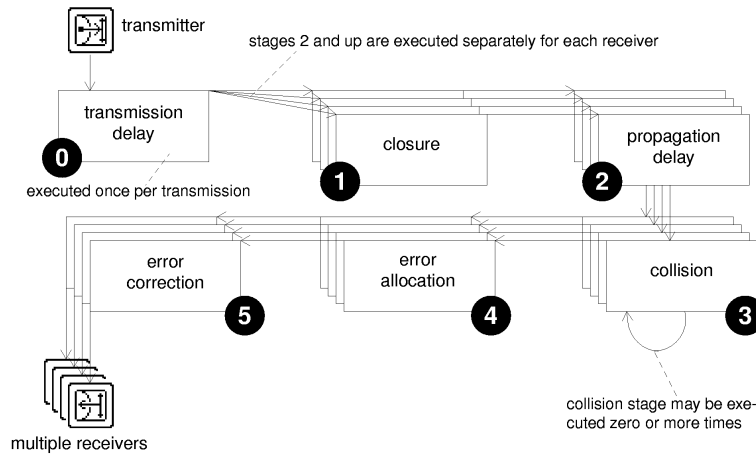 transmitter
stages 2 and up are executed separately for each receiver
transmission
delay
0
executed once per transmission
closure
1
propagation
delay
2
error
correction
5
error
allocation
4
collision
3
collision stage may be exe-
cuted zero or more times
multiple receivers